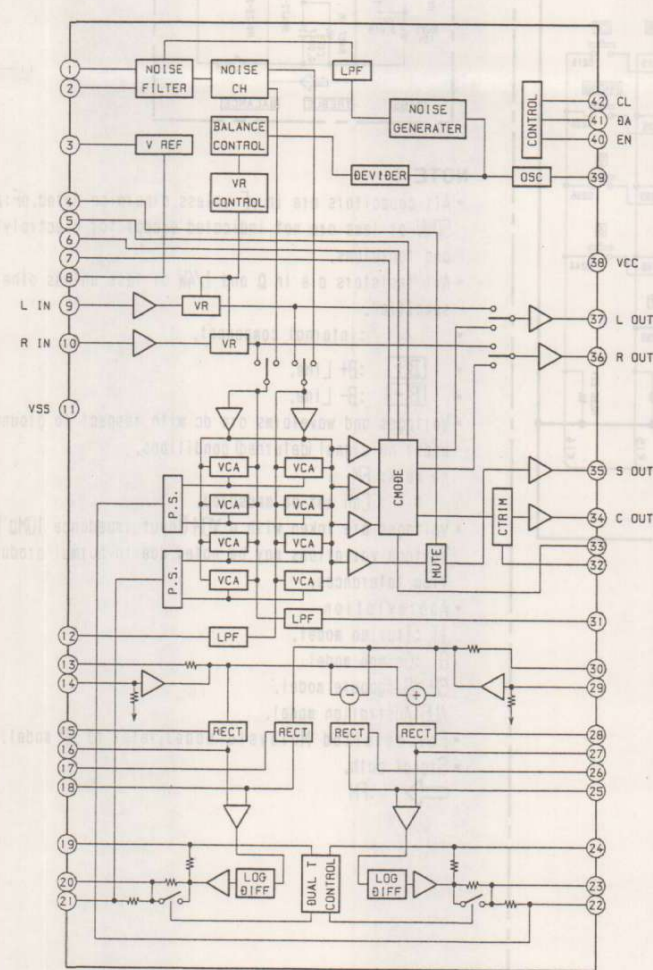 1
2
3
4
5
6
7
8
L IN 9
R IN 10
VSS 11
12
13
14
15
16
17
18
19
20
21
NOISE
FILTER
NOISE
CH
LPF
BALANCE
CONTROL
NOISE
GENERATER
V REF
VR
CONTROL
DEVIDER
OSC
CONTROL
VR
VR
VCA
VCA
VCA
VCA
VCA
VCA
VCA
VCA
P.S.
P.S.
CMODE
CTRIM
MUTE
LPF
LPF
RECT
RECT
RECT
RECT
LOG
DIFF
DUAL T
CONTROL
LOG
DIFF
42 CL
41 DA
40 EN
39
38 VCC
37 L OUT
36 R OUT
35 S OUT
34 C OUT
33
32
31
30
29
28
27
26
25
24
23
22